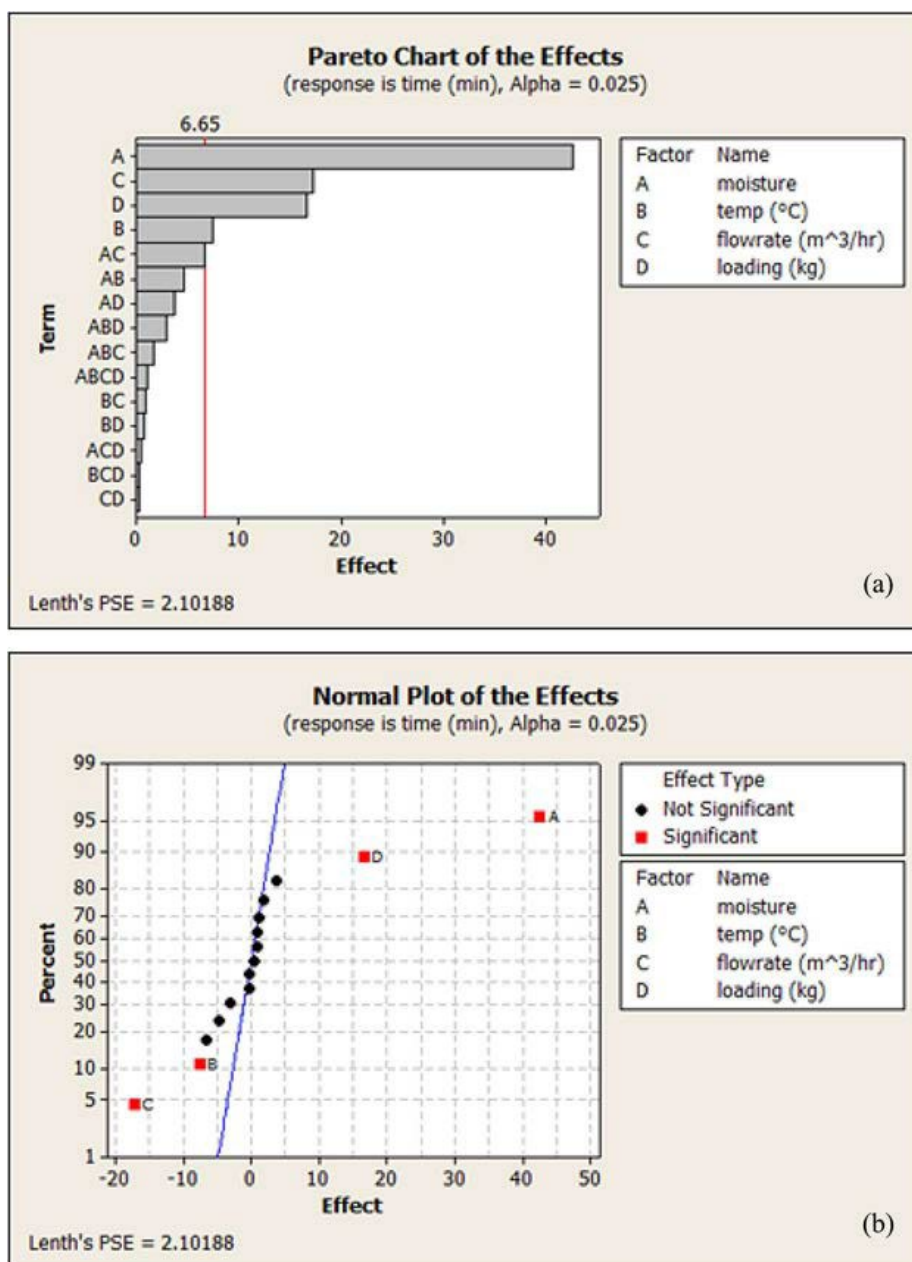 Pareto Chart of the Effects
(response is time (min), Alpha = 0.025)
6.65
A
C
D
B
AC
AB
AD
ABD
ABC
ABCD
BC
BD
ACD
BCD
CD
Term
0 10 20 30 40
Effect
Factor Name
A moisture
B temp (ºC)
C flowrate (m^3/hr)
D loading (kg)
Lenth's PSE = 2.10188
(a)
Normal Plot of the Effects
(response is time (min), Alpha = 0.025)
99
95
90
80
70
60
50
40
30
20
10
5
1
Percent
A
D
B
C
-20 -10 0 10 20 30 40 50
Effect
Effect Type
Not Significant
Significant
Factor Name
A moisture
B temp (ºC)
C flowrate (m^3/hr)
D loading (kg)
Lenth's PSE = 2.10188
(b)